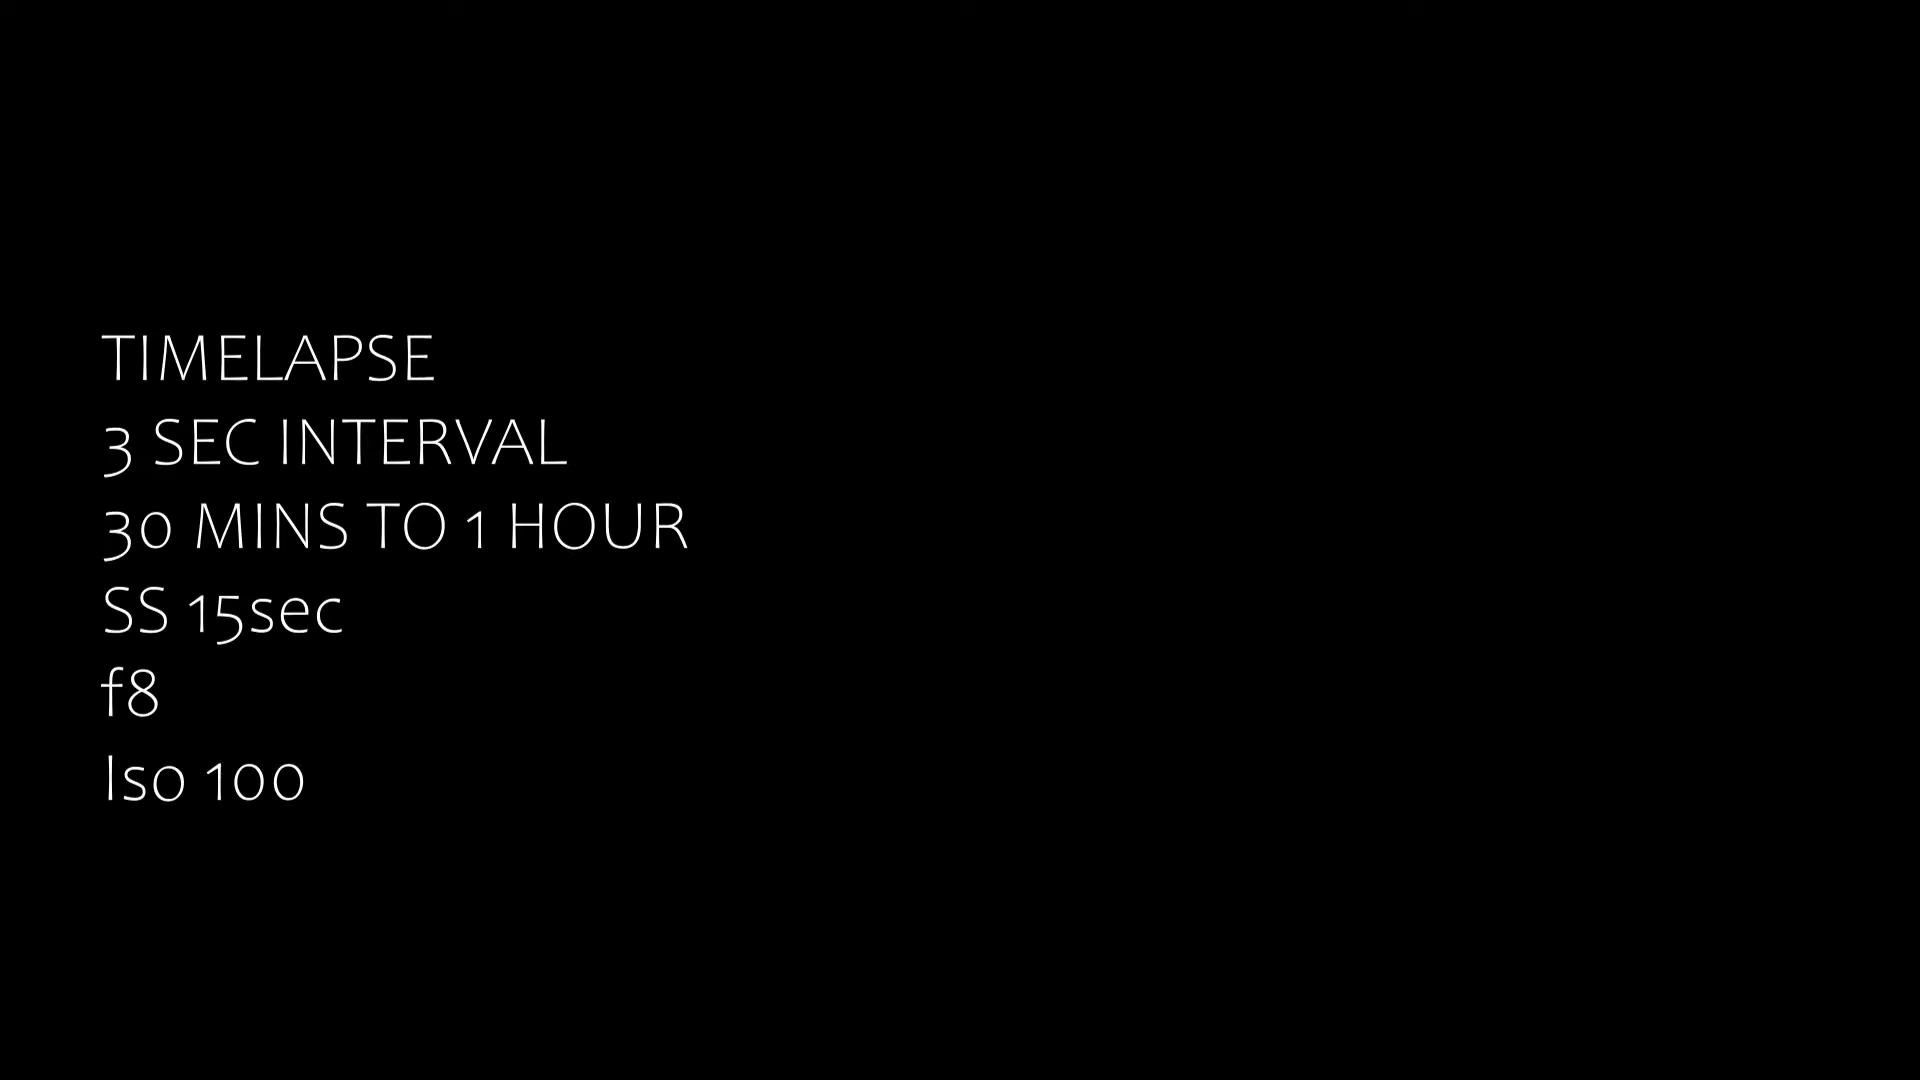 TIMELAPSE
3 SEC INTERVAL
30 MINS TO 1 HOUR
SS 15sec
f8
Iso 100